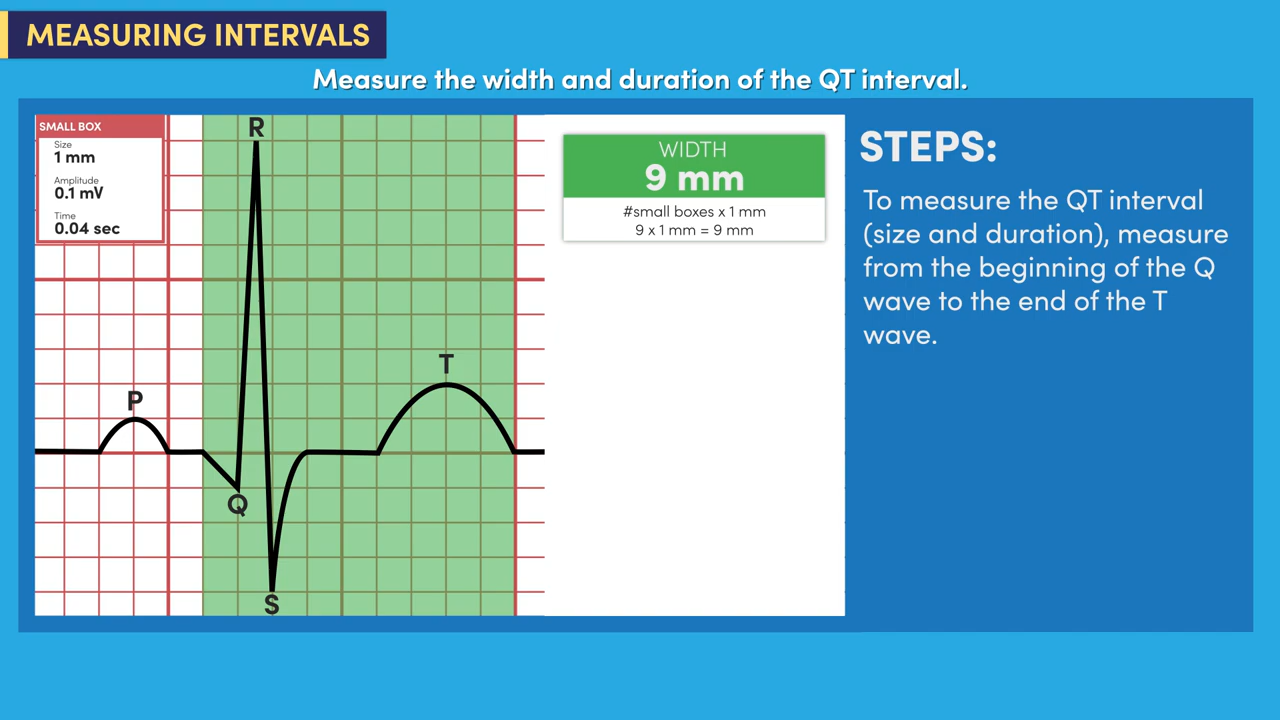 MEASURING INTERVALS
Measure the width and duration of the QT interval.
SMALL BOX
Size
1 mm
Amplitude
0.1 mV
Time
0.04 sec
R
P
Q
S
T
WIDTH
9 mm
#small boxes x 1 mm
9 x 1 mm = 9 mm
STEPS:
To measure the QT interval
(size and duration), measure
from the beginning of the Q
wave to the end of the T
wave.